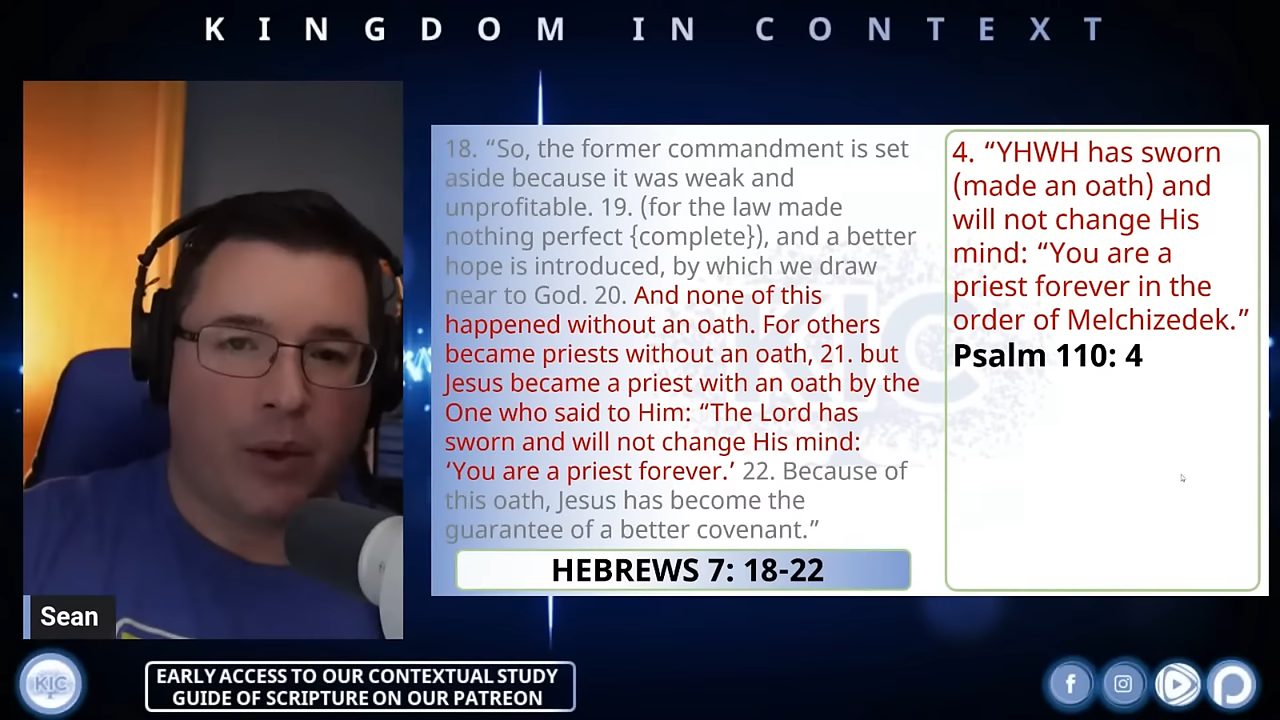 KINGDOM IN CONTEXT
18. “So, the former commandment is set
aside because it was weak and
unprofitable. 19. (for the law made
nothing perfect {complete}), and a better
hope is introduced, by which we draw
near to God. 20. And none of this
happened without an oath. For others
became priests without an oath, 21. but
Jesus became a priest with an oath by the
One who said to Him: “The Lord has
sworn and will not change His mind:
‘You are a priest forever.’ 22. Because of
this oath, Jesus has become the
guarantee of a better covenant.”
HEBREWS 7: 18-22
4. “YHWH has sworn
(made an oath) and
will not change His
mind: “You are a
priest forever in the
order of Melchizedek.”
Psalm 110: 4
KIC
Sean
KIC
EARLY ACCESS TO OUR CONTEXTUAL STUDY
GUIDE OF SCRIPTURE ON OUR PATREON